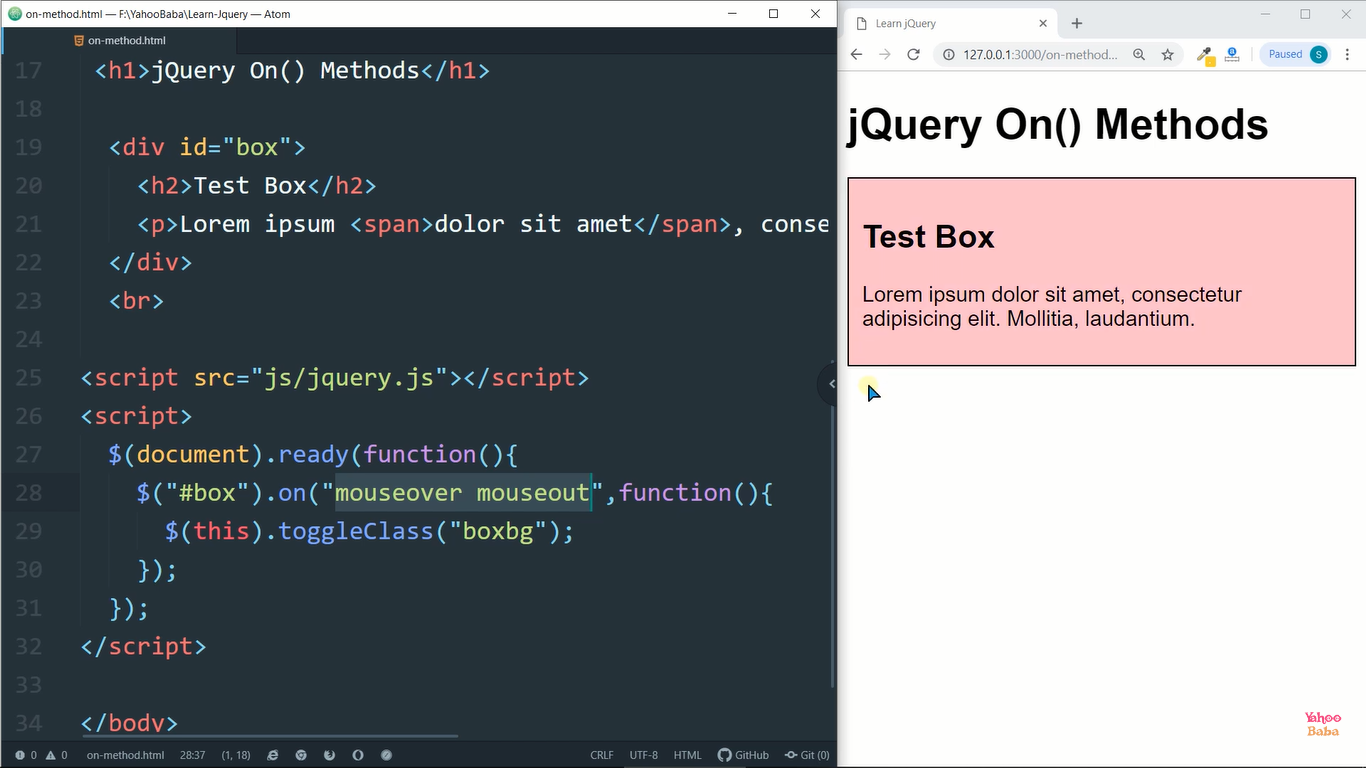 on-method.html — F:\YahooBaba\Learn-Jquery — Atom
on-method.html
17 <h1>jQuery On() Methods</h1>
18
19 <div id="box">
20 <h2>Test Box</h2>
21 <p>Lorem ipsum <span>dolor sit amet</span>, conse
22 </div>
23 <br>
24
25 <script src="js/jquery.js"></script>
26 <script>
27 $(document).ready(function(){
28 $("#box").on("mouseover mouseout",function(){
29 $(this).toggleClass("boxbg");
30 });
31 });
32 </script>
33
34 </body>
0 0 on-method.html 28:37 (1, 18) CRLF UTF-8 HTML GitHub Git (0)
Learn jQuery
127.0.0.1:3000/on-method... Paused S
jQuery On() Methods
Test Box
Lorem ipsum dolor sit amet, consectetur
adipisicing elit. Mollitia, laudantium.
Yahoo
Baba